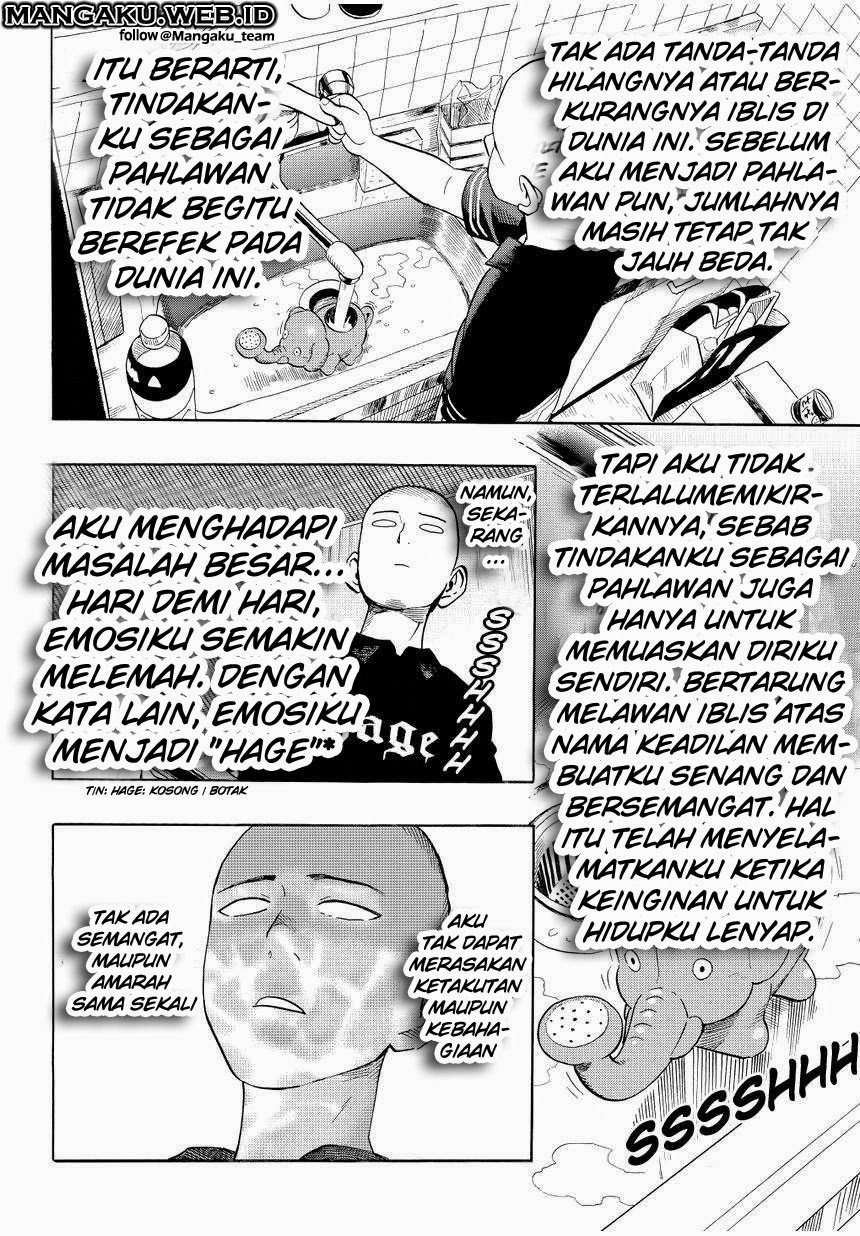 MANGAKU.WEB.ID
follow @Mangaku_team
TAK ADA TANDA-TANDA
HILANGNYA ATAU BER-
KURANGNYA IBLIS DI
DUNIA INI. SEBELUM
AKU MENJADI PAHLA-
WAN PUN, JUMLAHNYA
MASIH TETAP TAK
JAUH BEDA.
ITU BERARTI,
TINDAKAN-
KU SEBAGAI
PAHLAWAN
TIDAK BEGITU
BEREFEK PADA
DUNIA INI.
TAPI AKU TIDAK
TERLALUMEMIKIR-
KANNYA, SEBAB
TINDAKANKU SEBAGAI
PAHLAWAN JUGA
HANYA UNTUK
MEMUASKAN DIRIKU
SENDIRI. BERTARUNG
MELAWAN IBLIS ATAS
NAMA KEADILAN MEM-
BUATKU SENANG DAN
BERSEMANGAT. HAL
ITU TELAH MENYELA-
MATKANKU KETIKA
KEINGINAN UNTUK
HIDUPKU LENYAP.
SSSSHHH
NAMUN,
SEKA-
RANG
...
SSSHHHH
AKU MENGHADAPI
MASALAH BESAR...
HARI DEMI HARI,
EMOSIKU SEMAKIN
MELEMAH. DENGAN
KATA LAIN, EMOSIKU
MENJADI "HAGE"*
age
T/N: HAGE: KOSONG / BOTAK
AKU
TAK DAPAT
MERASAKAN
KETAKUTAN
MAUPUN
KEBAHA-
GIAAN
TAK ADA
SEMANGAT,
MAUPUN
AMARAH
SAMA SEKALI